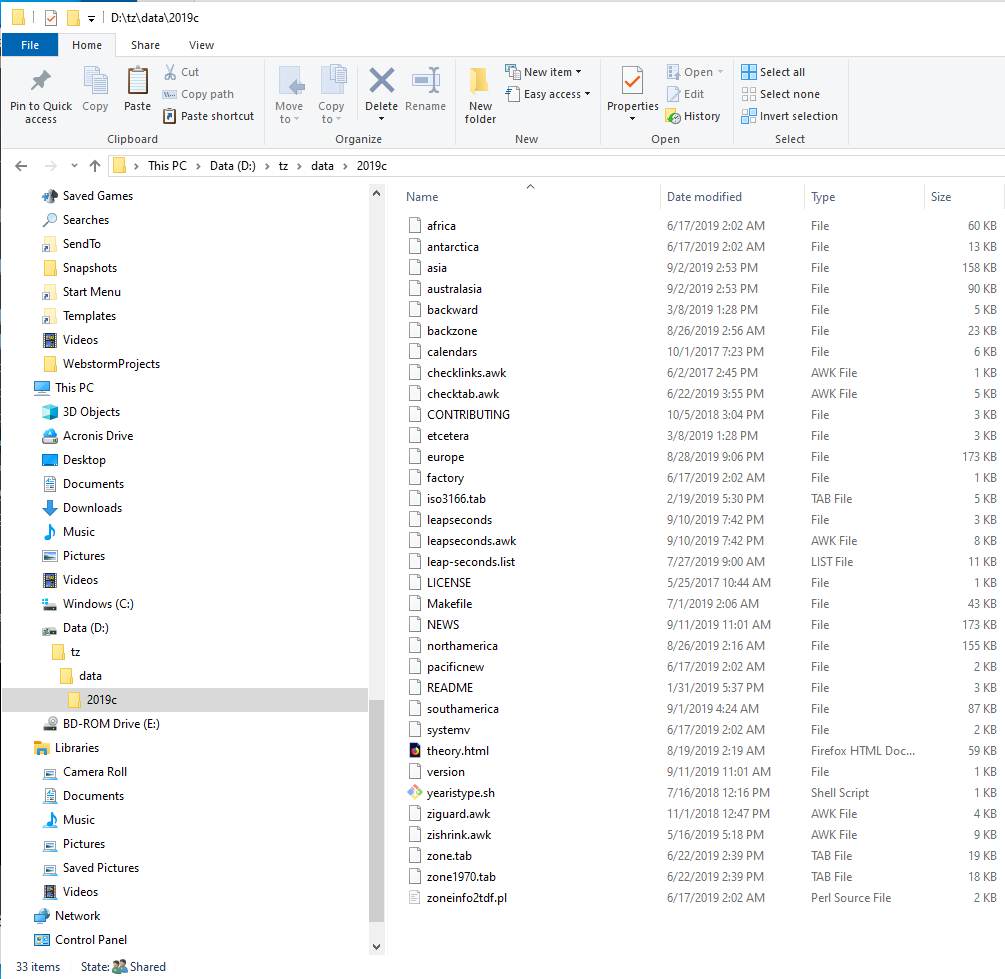 D:\tz\data\2019c
File Home Share View
Pin to Quick access
Copy
Paste
Cut
Copy path
Paste shortcut
Clipboard
Move to
Copy to
Delete
Rename
Organize
New folder
New item
Easy access
New
Properties
Open
Edit
History
Open
Select all
Select none
Invert selection
Select
This PC > Data (D:) > tz > data > 2019c
Saved Games
Searches
SendTo
Snapshots
Start Menu
Templates
Videos
WebstormProjects
This PC
3D Objects
Acronis Drive
Desktop
Documents
Downloads
Music
Pictures
Videos
Windows (C:)
Data (D:)
tz
data
2019c
BD-ROM Drive (E:)
Libraries
Camera Roll
Documents
Music
Pictures
Saved Pictures
Videos
Network
Control Panel
Name Date modified Type Size
africa 6/17/2019 2:02 AM File 60 KB
antarctica 6/17/2019 2:02 AM File 13 KB
asia 9/2/2019 2:53 PM File 158 KB
australasia 9/2/2019 2:53 PM File 90 KB
backward 3/8/2019 1:28 PM File 5 KB
backzone 8/26/2019 2:56 AM File 23 KB
calendars 10/1/2017 7:23 PM File 6 KB
checklinks.awk 6/2/2017 2:45 PM AWK File 1 KB
checktab.awk 6/22/2019 3:55 PM AWK File 5 KB
CONTRIBUTING 10/5/2018 3:04 PM File 3 KB
etcetera 3/8/2019 1:28 PM File 3 KB
europe 8/28/2019 9:06 PM File 173 KB
factory 6/17/2019 2:02 AM File 1 KB
iso3166.tab 2/19/2019 5:30 PM TAB File 5 KB
leapseconds 9/10/2019 7:42 PM File 3 KB
leapseconds.awk 9/10/2019 7:42 PM AWK File 8 KB
leap-seconds.list 7/27/2019 9:00 AM LIST File 11 KB
LICENSE 5/25/2017 10:44 AM File 1 KB
Makefile 7/1/2019 2:06 AM File 43 KB
NEWS 9/11/2019 11:01 AM File 173 KB
northamerica 8/26/2019 2:16 AM File 155 KB
pacificnew 6/17/2019 2:02 AM File 2 KB
README 1/31/2019 5:37 PM File 3 KB
southamerica 9/1/2019 4:24 AM File 87 KB
systemv 6/17/2019 2:02 AM File 2 KB
theory.html 8/19/2019 2:19 AM Firefox HTML Doc... 59 KB
version 9/11/2019 11:01 AM File 1 KB
yearistype.sh 7/16/2018 12:16 PM Shell Script 1 KB
ziguard.awk 11/1/2018 12:47 PM AWK File 4 KB
zishrink.awk 5/16/2019 5:18 PM AWK File 9 KB
zone.tab 6/22/2019 2:39 PM TAB File 19 KB
zone1970.tab 6/22/2019 2:39 PM TAB File 18 KB
zoneinfo2tdf.pl 6/17/2019 2:02 AM Perl Source File 2 KB
33 items State: Shared